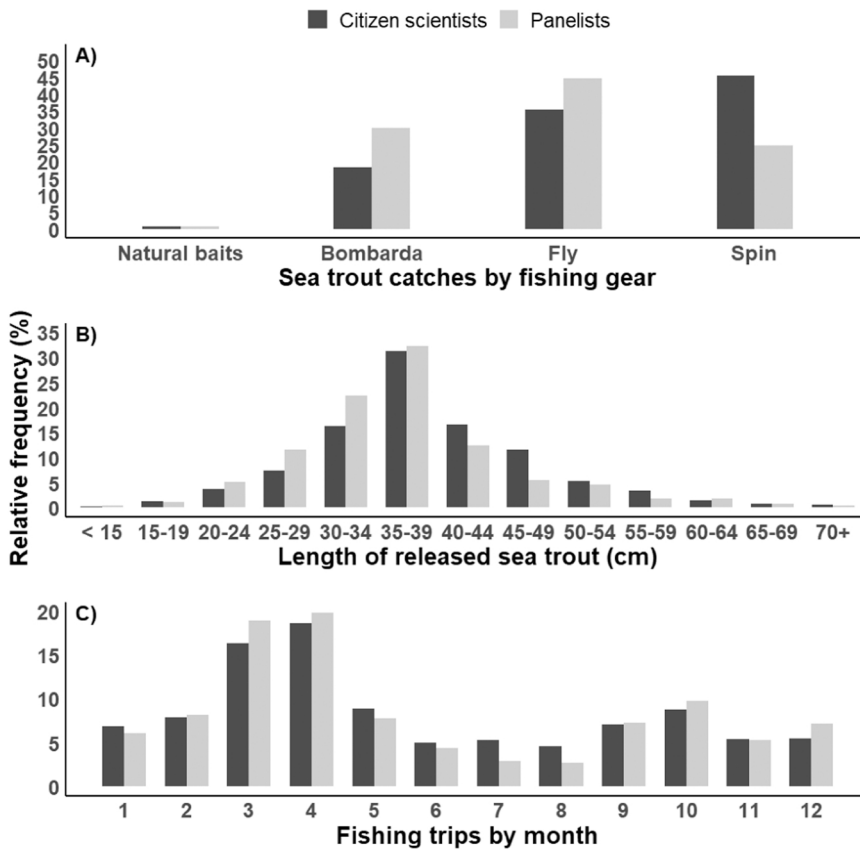 Citizen scientists Panelists
A)
50
45
40
35
30
25
20
15
10
5
0
Natural baits Bombarda Fly Spin
Sea trout catches by fishing gear
Relative frequency (%)
B)
35
30
25
20
15
10
5
0
< 15 15-19 20-24 25-29 30-34 35-39 40-44 45-49 50-54 55-59 60-64 65-69 70+
Length of released sea trout (cm)
C)
20
15
10
5
0
1 2 3 4 5 6 7 8 9 10 11 12
Fishing trips by month